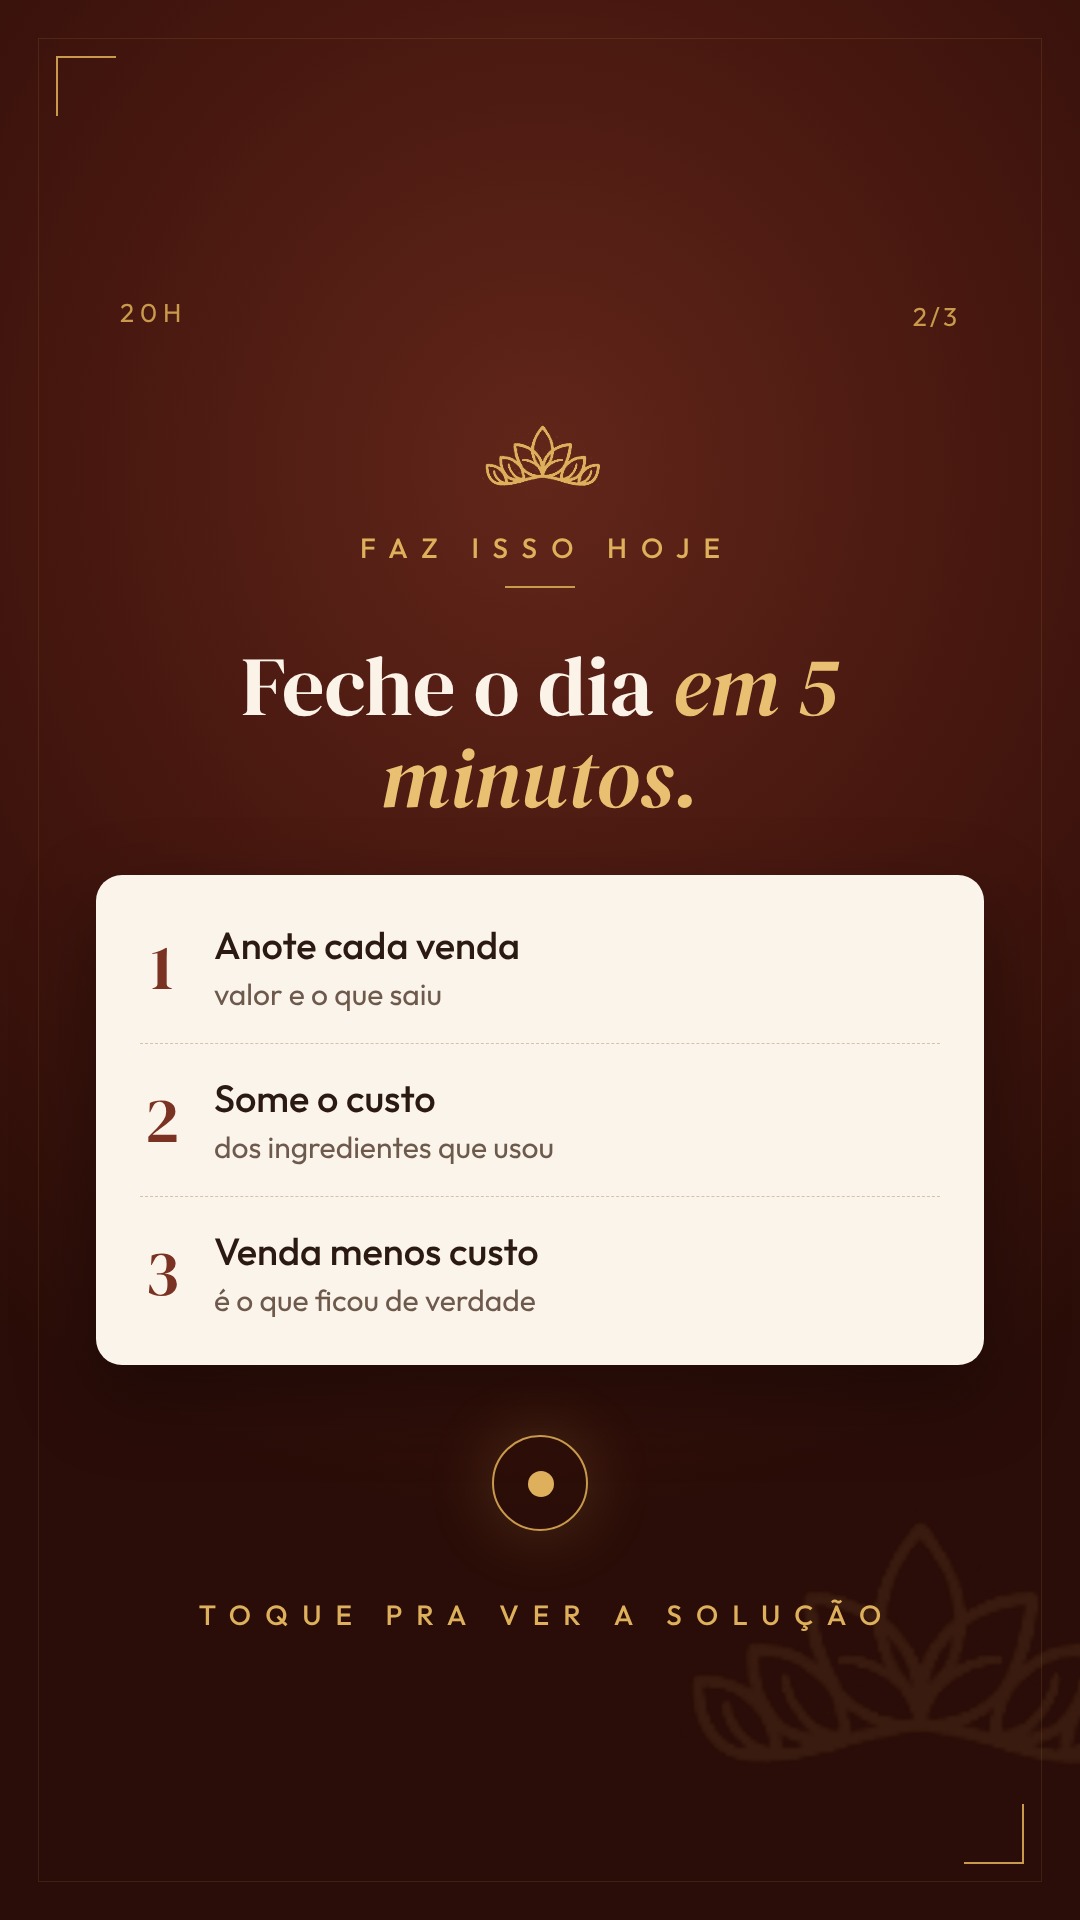 20H
2/3
FAZ ISSO HOJE
Feche o dia em 5
minutos.
1
Anote cada venda
valor e o que saiu
2
Some o custo
dos ingredientes que usou
3
Venda menos custo
é o que ficou de verdade
TOQUE PRA VER A SOLUÇÃO